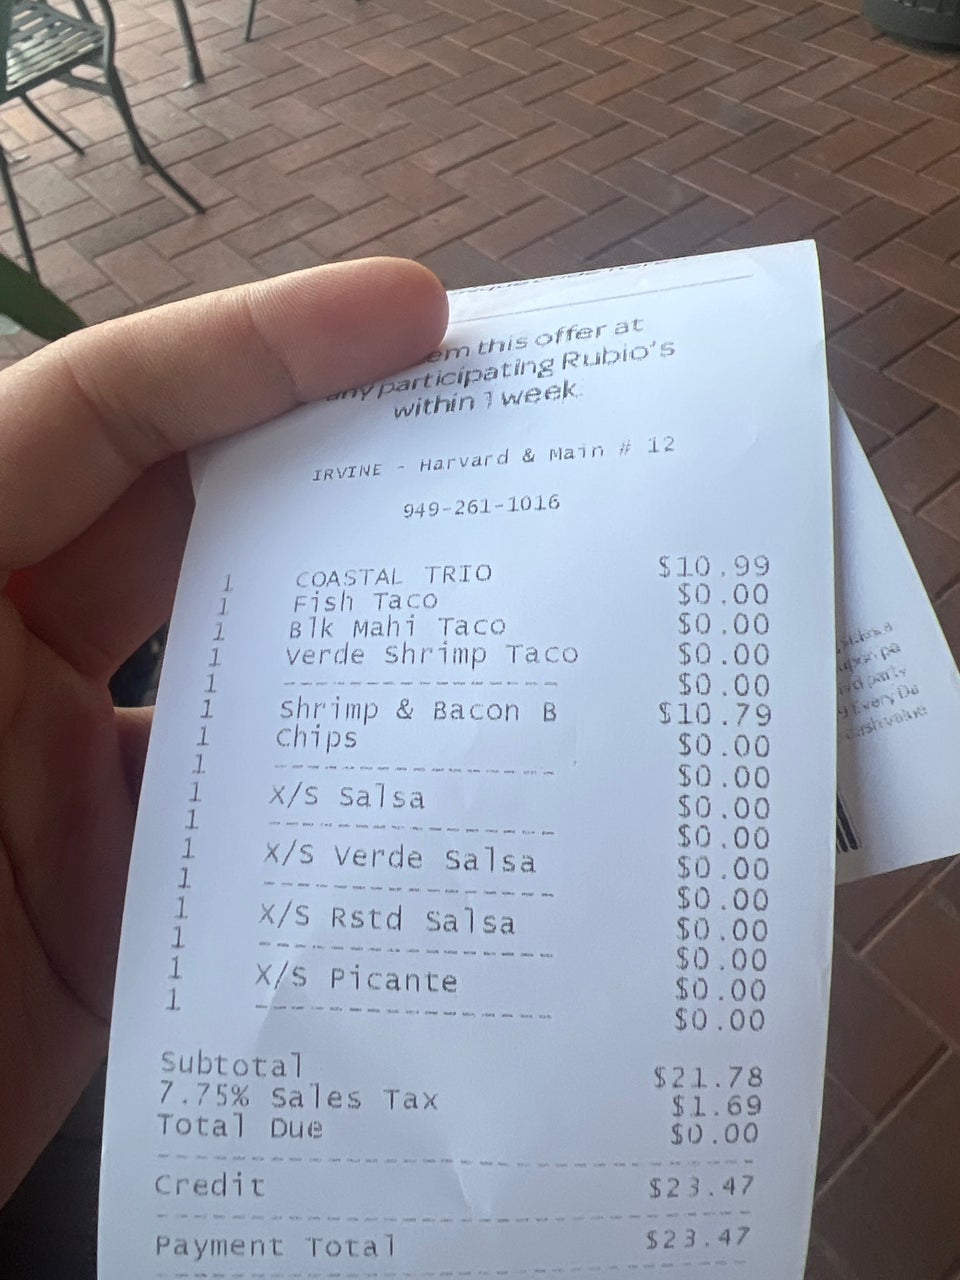 this offer at
participating Rubio's
within 1 week.
IRVINE - Harvard & Main # 12
949-261-1016
1 COASTAL TRIO $10.99
1 Fish Taco $0.00
1 Blk Mahi Taco $0.00
1 Verde Shrimp Taco $0.00
1 -------------------- $0.00
1 Shrimp & Bacon B $10.79
1 Chips $0.00
1 -------------------- $0.00
1 X/S Salsa $0.00
1 -------------------- $0.00
1 X/S Verde Salsa $0.00
1 -------------------- $0.00
1 X/S Rstd Salsa $0.00
1 -------------------- $0.00
1 X/S Picante $0.00
1 -------------------- $0.00
Subtotal $21.78
7.75% Sales Tax $1.69
Total Due $0.00
Credit $23.47
Payment Total $23.47
party
Every Da
cash value